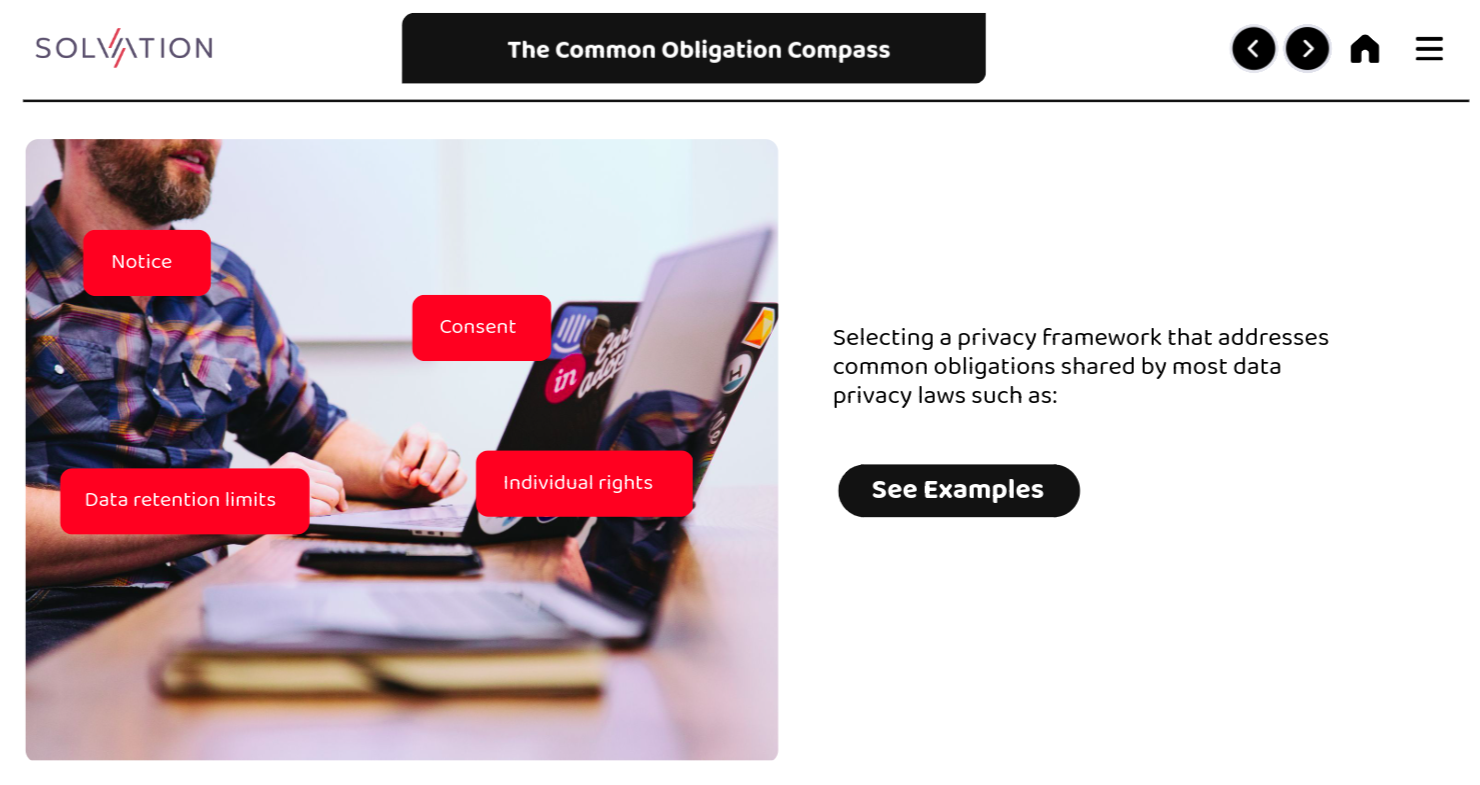 SOLVATION
The Common Obligation Compass
Notice
Consent
in
Data retention limits
Individual rights
Selecting a privacy framework that addresses
common obligations shared by most data
privacy laws such as:
See Examples